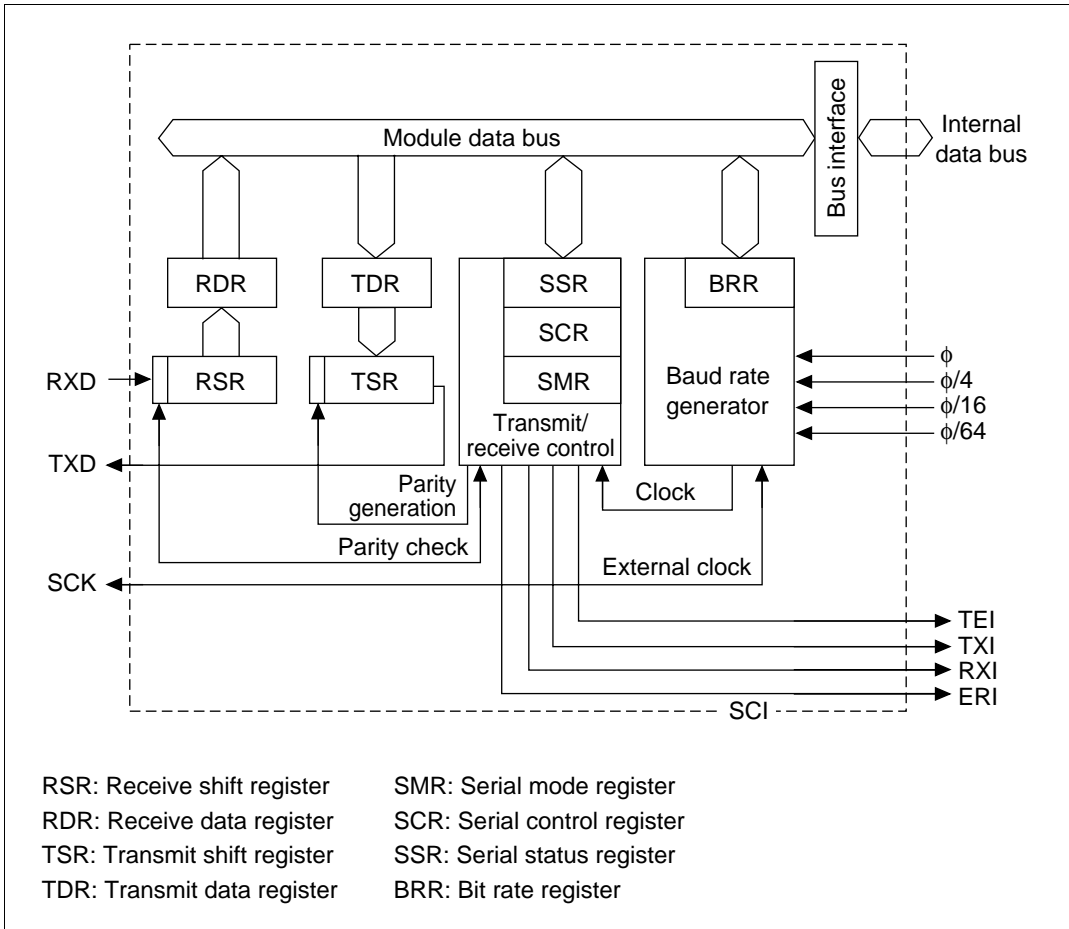 Module data bus
Bus interface
Internal
data bus
RDR
TDR
SSR
BRR
SCR
RXD
RSR
TSR
SMR
Baud rate
generator
ϕ
ϕ/4
ϕ/16
ϕ/64
Transmit/
receive control
TXD
Parity
generation
Clock
Parity check
SCK
External clock
TEI
TXI
RXI
ERI
SCI
RSR: Receive shift register
RDR: Receive data register
TSR: Transmit shift register
TDR: Transmit data register
SMR: Serial mode register
SCR: Serial control register
SSR: Serial status register
BRR: Bit rate register